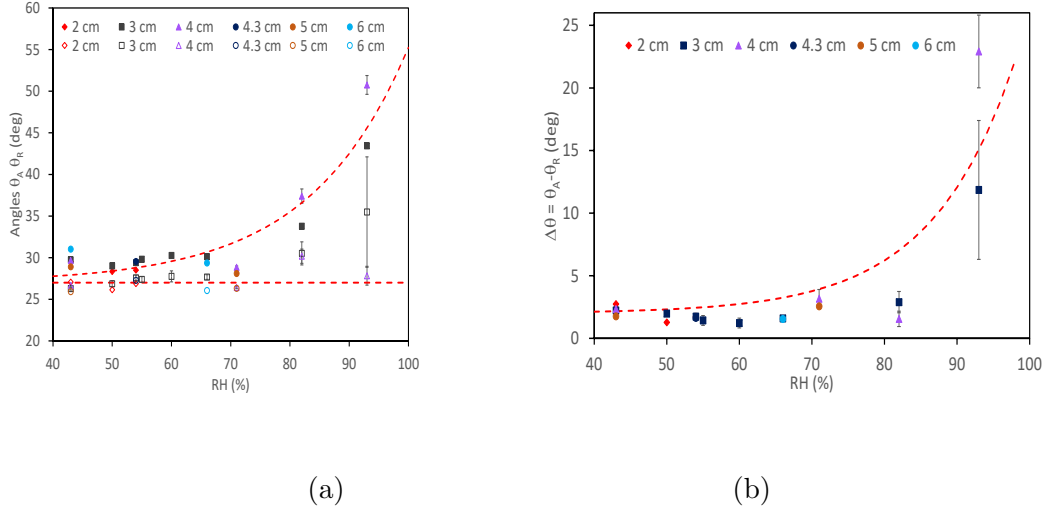 60
55
50
45
40
35
30
25
20
40 50 60 70 80 90 100
RH (%)
Angles θA θR (deg)
2 cm 3 cm 4 cm 4.3 cm 5 cm 6 cm
2 cm 3 cm 4 cm 4.3 cm 5 cm 6 cm
(a)
25
20
15
10
5
0
40 50 60 70 80 90 100
RH (%)
Δθ = θA-θR (deg)
2 cm 3 cm 4 cm 4.3 cm 5 cm 6 cm
(b)